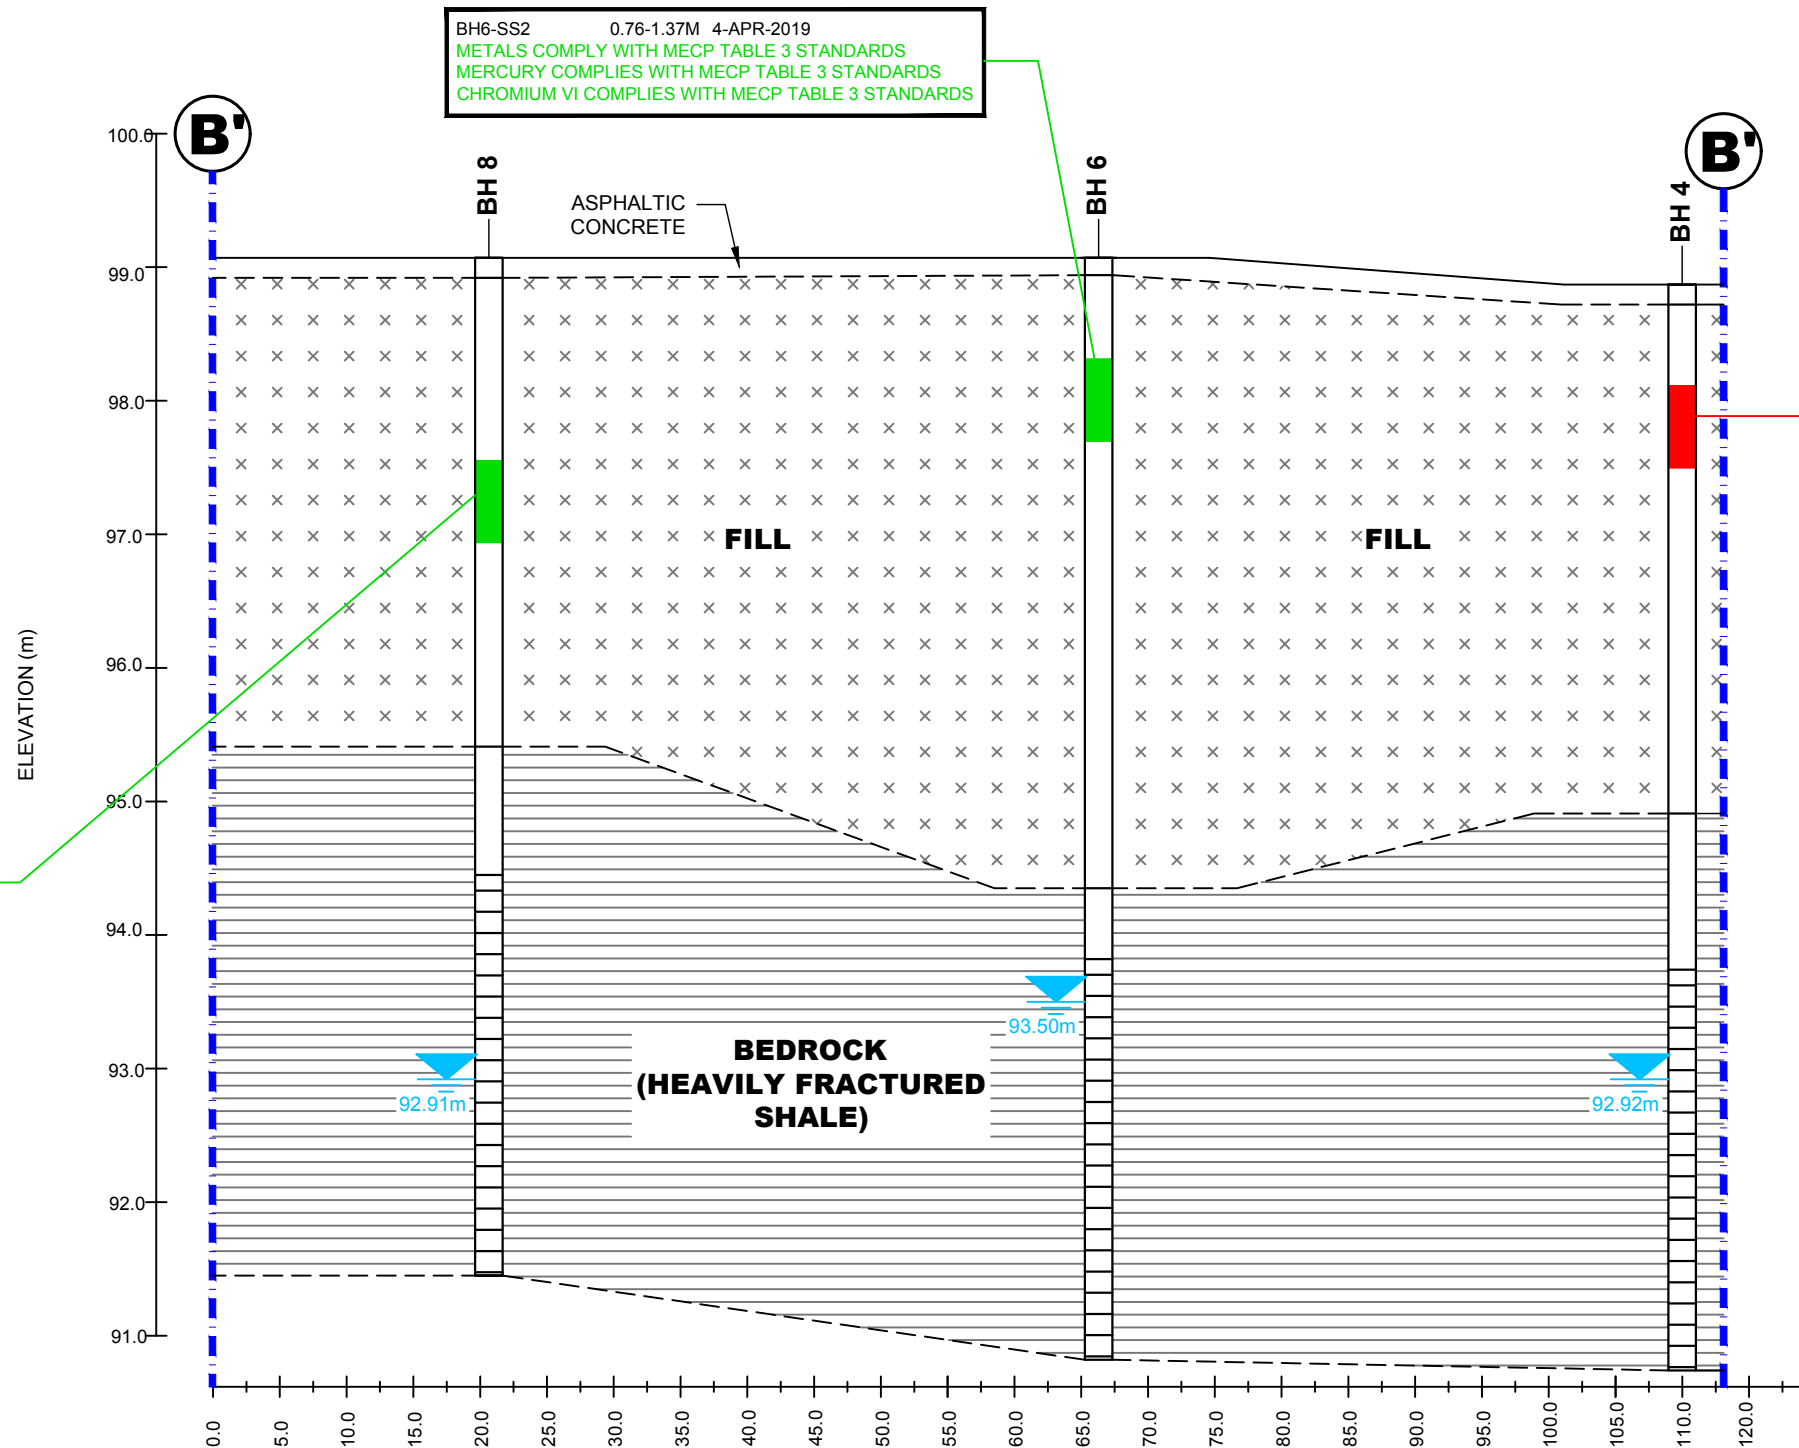 BH6-SS2 0.76-1.37M 4-APR-2019
METALS COMPLY WITH MECP TABLE 3 STANDARDS
MERCURY COMPLIES WITH MECP TABLE 3 STANDARDS
CHROMIUM VI COMPLIES WITH MECP TABLE 3 STANDARDS
B'
B'
BH 8
BH 6
BH 4
ASPHALTIC
CONCRETE
100.0
99.0
98.0
97.0
96.0
95.0
94.0
93.0
92.0
91.0
ELEVATION (m)
FILL
FILL
93.50m
92.91m
92.92m
BEDROCK
(HEAVILY FRACTURED
SHALE)
0.0
5.0
10.0
15.0
20.0
25.0
30.0
35.0
40.0
45.0
50.0
55.0
60.0
65.0
70.0
75.0
80.0
85.0
90.0
95.0
100.0
105.0
110.0
120.0